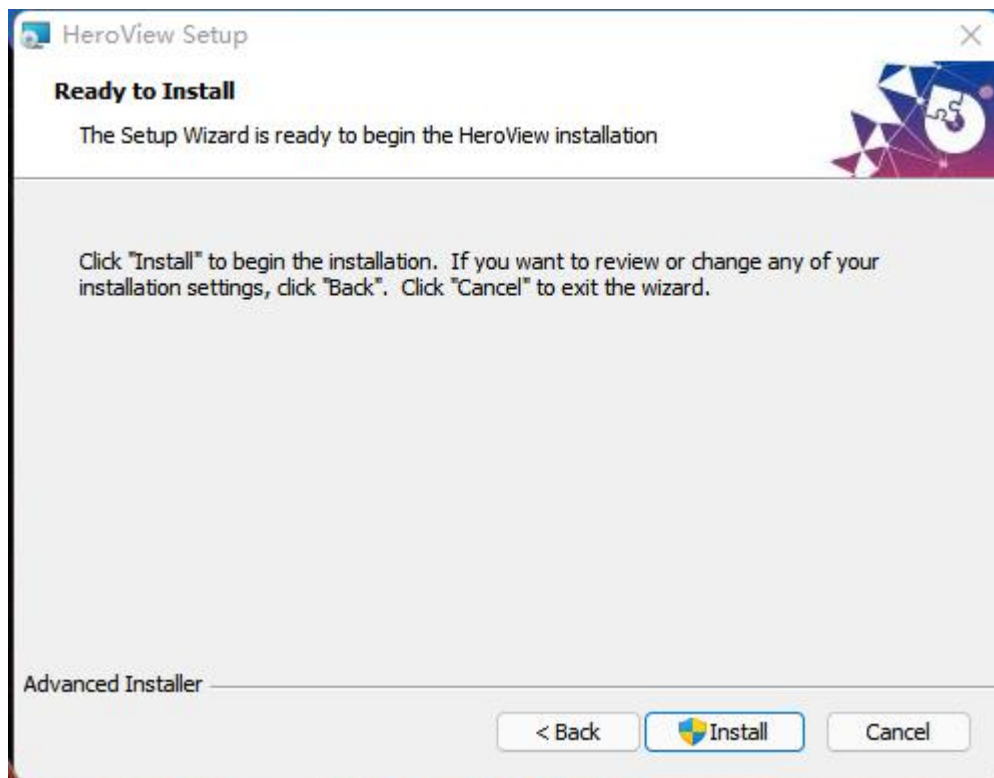 HeroView Setup
Ready to Install
The Setup Wizard is ready to begin the HeroView installation
Click "Install" to begin the installation. If you want to review or change any of your
installation settings, click "Back". Click "Cancel" to exit the wizard.
Advanced Installer
< Back Install Cancel